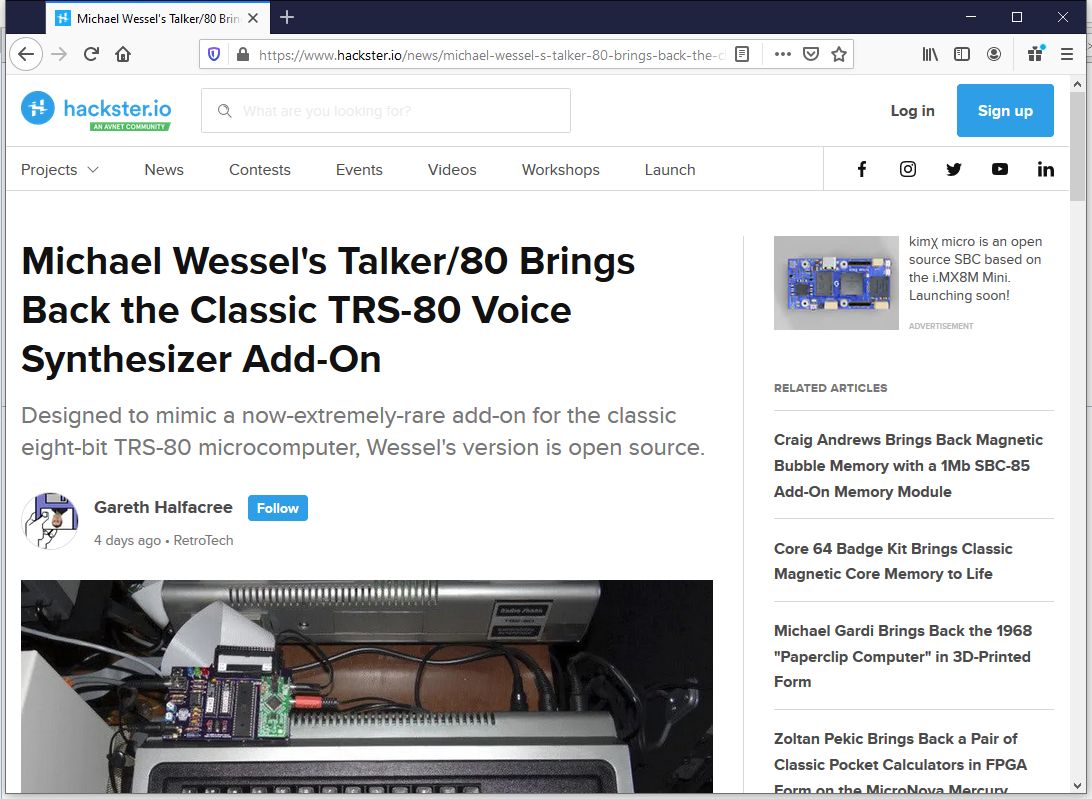 Michael Wessel's Talker/80 Brin
https://www.hackster.io/news/michael-wessel-s-talker-80-brings-back-the-c
hackster.io
AN AVNET COMMUNITY
What are you looking for?
Log in
Sign up
Projects
News
Contests
Events
Videos
Workshops
Launch
Michael Wessel's Talker/80 Brings
Back the Classic TRS-80 Voice
Synthesizer Add-On
Designed to mimic a now-extremely-rare add-on for the classic
eight-bit TRS-80 microcomputer, Wessel's version is open source.
Gareth Halfacree
Follow
4 days ago • RetroTech
Radio Shack
TRS-80
kimχ micro is an open
source SBC based on
the i.MX8M Mini.
Launching soon!
ADVERTISEMENT
RELATED ARTICLES
Craig Andrews Brings Back Magnetic
Bubble Memory with a 1Mb SBC-85
Add-On Memory Module
Core 64 Badge Kit Brings Classic
Magnetic Core Memory to Life
Michael Gardi Brings Back the 1968
"Paperclip Computer" in 3D-Printed
Form
Zoltan Pekic Brings Back a Pair of
Classic Pocket Calculators in FPGA
Form on the MicroNova Mercury